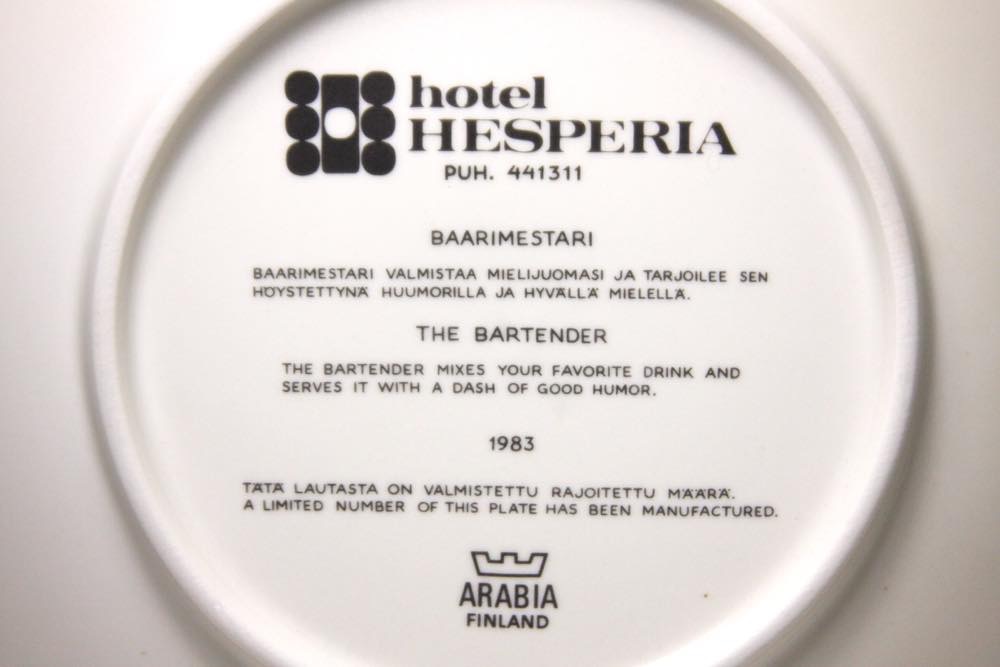 hotel
HESPERIA
PUH. 441311
BAARIMESTARI
BAARIMESTARI VALMISTAA MIELIJUOMASI JA TARJOILEE SEN
HÖYSTETTYNÄ HUUMORILLA JA HYVÄLLÄ MIELELLÄ.
THE BARTENDER
THE BARTENDER MIXES YOUR FAVORITE DRINK AND
SERVES IT WITH A DASH OF GOOD HUMOR.
1983
TÄTÄ LAUTASTA ON VALMISTETTU RAJOITETTU MÄÄRÄ.
A LIMITED NUMBER OF THIS PLATE HAS BEEN MANUFACTURED.
ARABIA
FINLAND